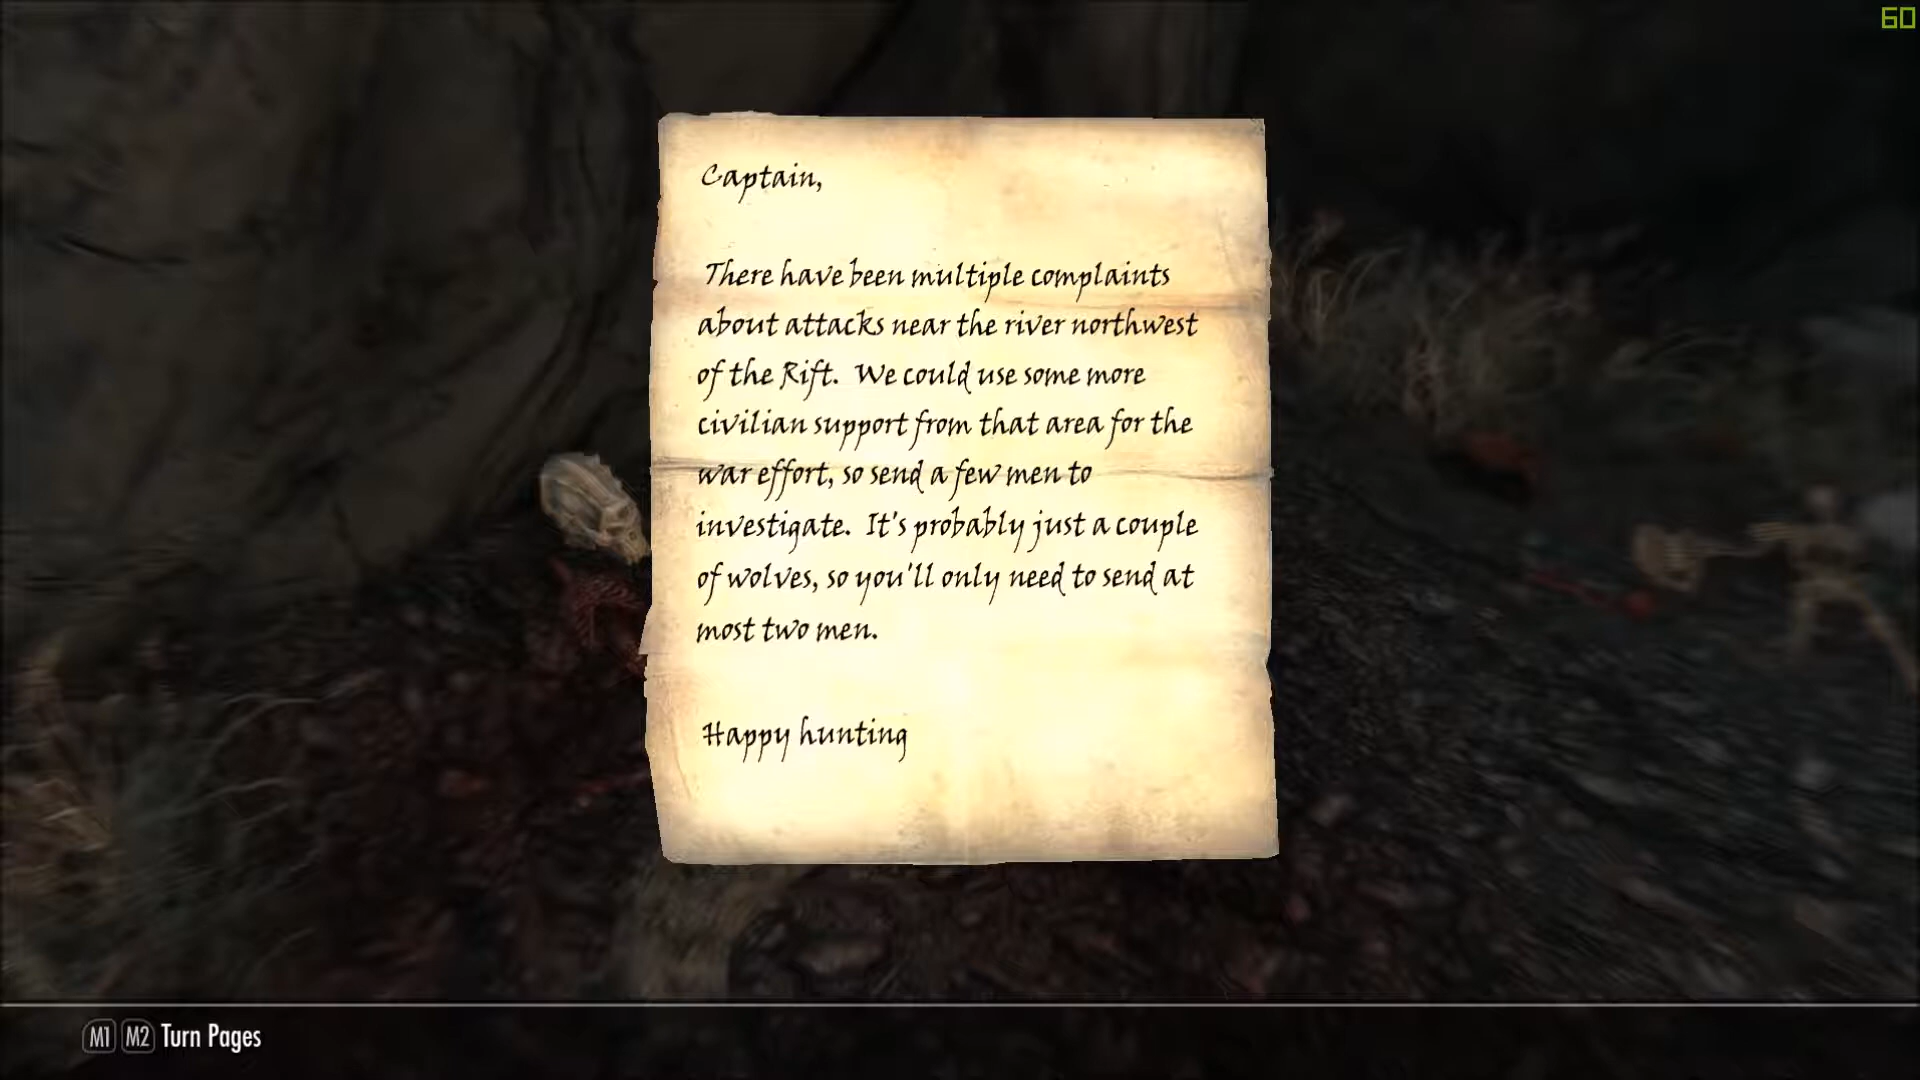 60
Captain,
There have been multiple complaints
about attacks near the river northwest
of the Rift.  We could use some more
civilian support from that area for the
war effort, so send a few men to
investigate.  It's probably just a couple
of wolves, so you'll only need to send at
most two men.
Happy hunting
M1 M2 Turn Pages